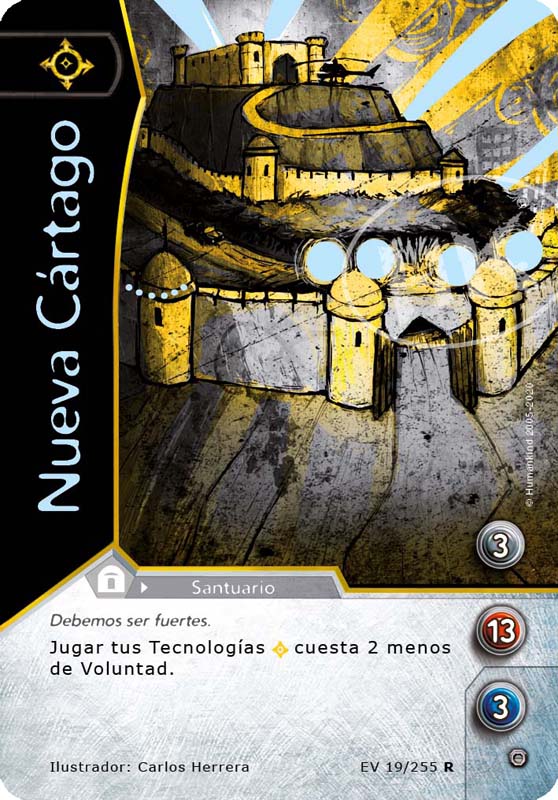 Nueva Cártago
© Humankind 2005-2020
3
Santuario
Debemos ser fuertes.
Jugar tus Tecnologías cuesta 2 menos
de Voluntad.
13
3
Ilustrador: Carlos Herrera
EV 19/255 R